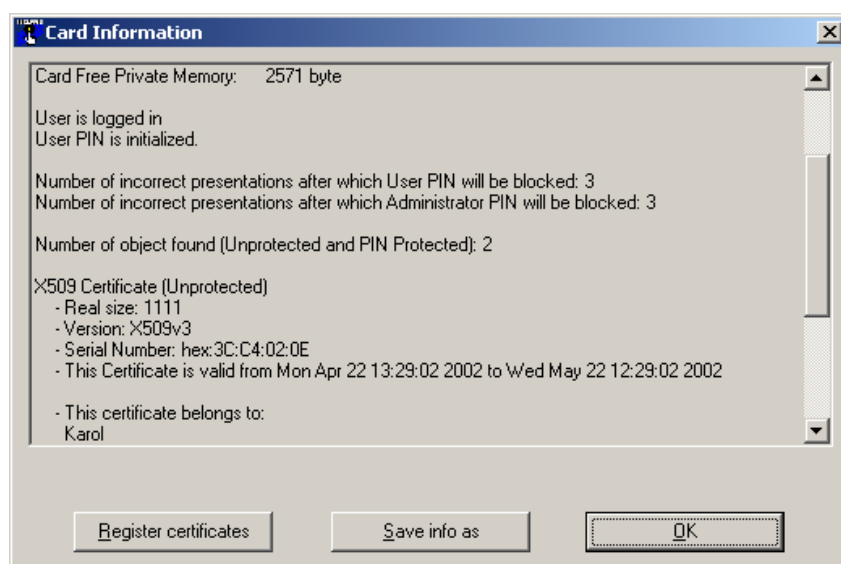 Card Information
Card Free Private Memory: 2571 byte
User is logged in
User PIN is initialized.
Number of incorrect presentations after which User PIN will be blocked: 3
Number of incorrect presentations after which Administrator PIN will be blocked: 3
Number of object found (Unprotected and PIN Protected): 2
X509 Certificate (Unprotected)
- Real size: 1111
- Version: X509v3
- Serial Number: hex:3C:C4:02:0E
- This Certificate is valid from Mon Apr 22 13:29:02 2002 to Wed May 22 12:29:02 2002
- This certificate belongs to:
Karol
Register certificates
Save info as
OK